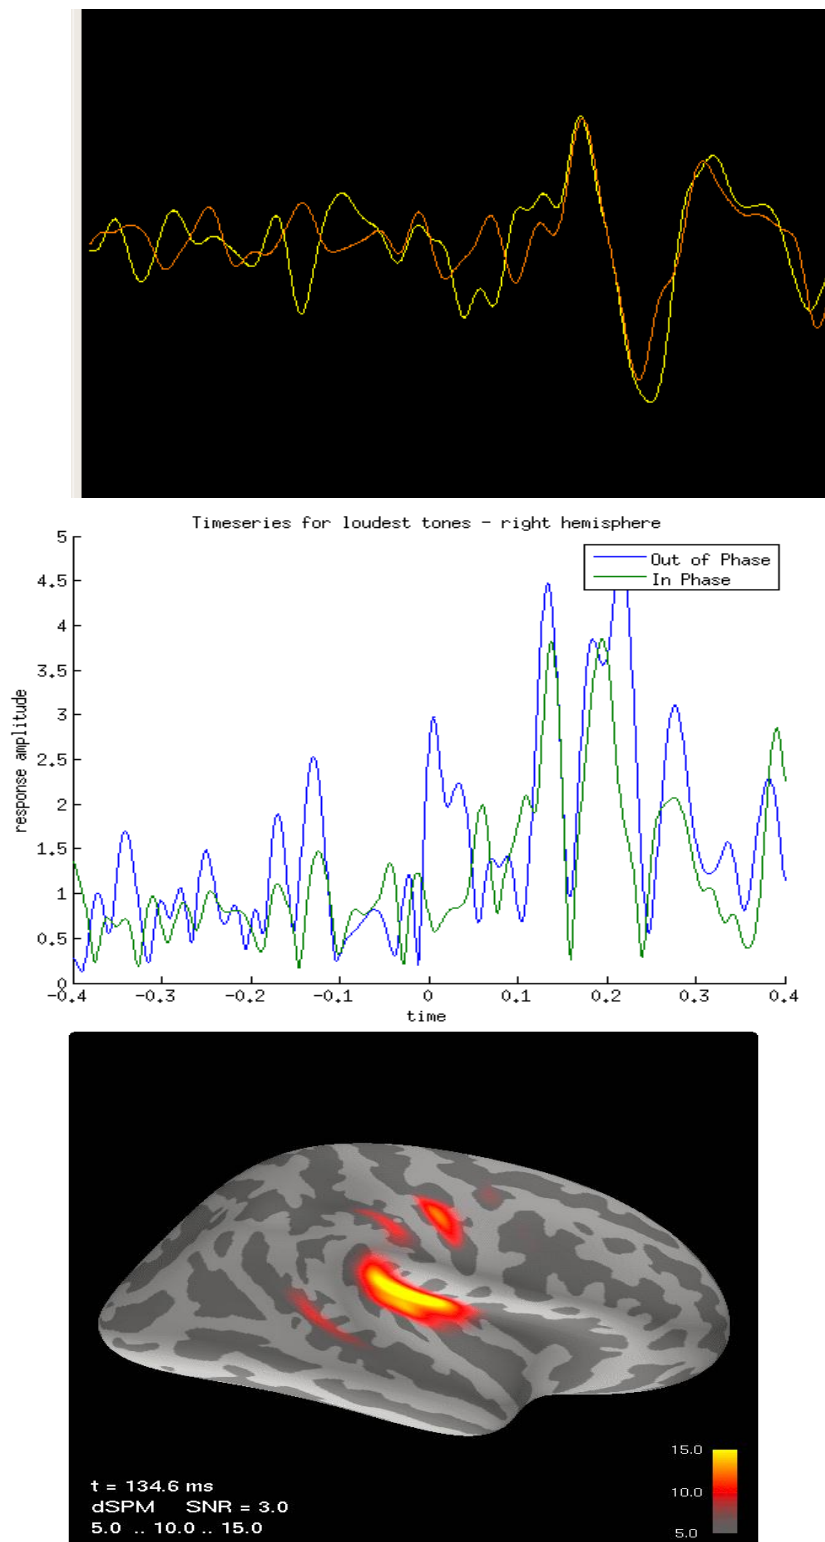 Timeseries for loudest tones - right hemisphere
Out of Phase
In Phase
response amplitude
5
4.5
4
3.5
3
2.5
2
1.5
1
0.5
0
-0.4 -0.3 -0.2 -0.1 0 0.1 0.2 0.3 0.4
time
t = 134.6 ms
dSPM SNR = 3.0
5.0 .. 10.0 .. 15.0
15.0
10.0
5.0